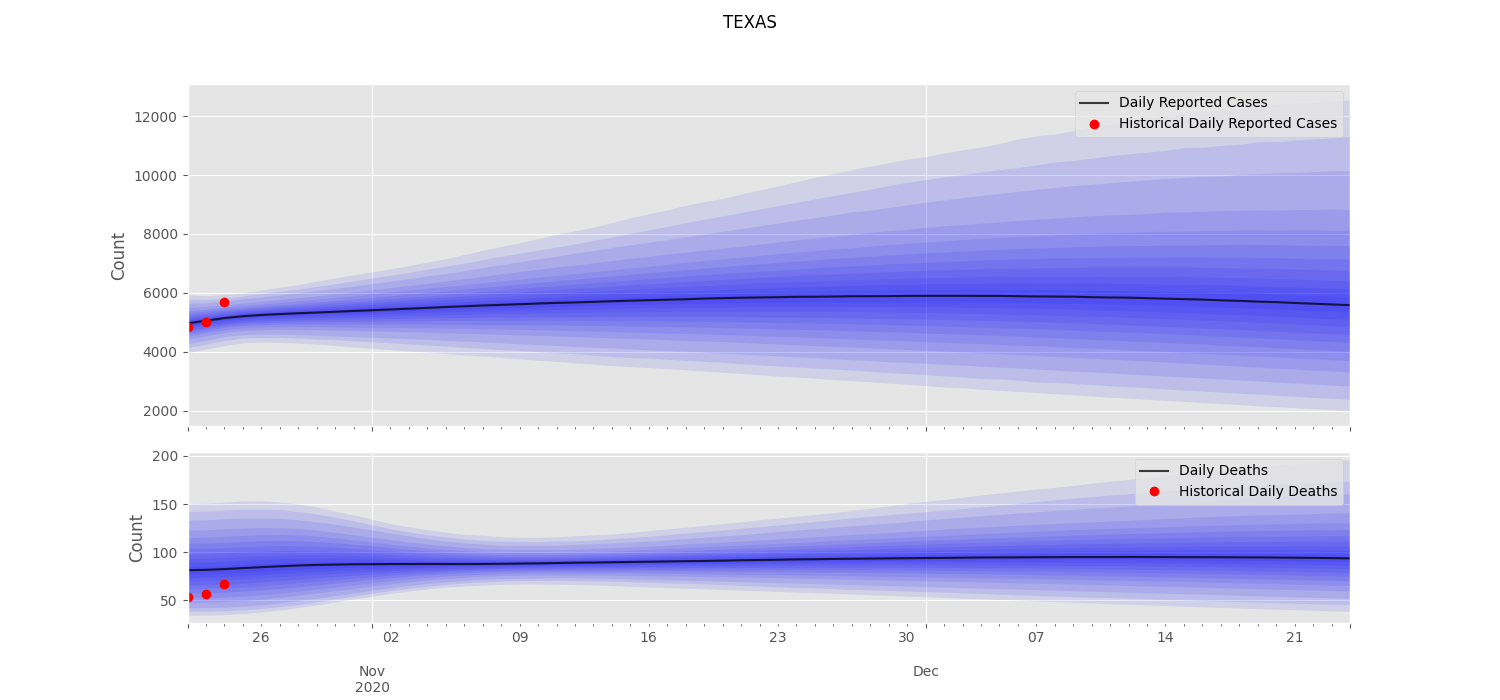 TEXAS
Count
12000
10000
8000
6000
4000
2000
Daily Reported Cases
Historical Daily Reported Cases
Count
200
150
100
50
Daily Deaths
Historical Daily Deaths
26 02 09 16 23 30 07 14 21
Nov Dec
2020